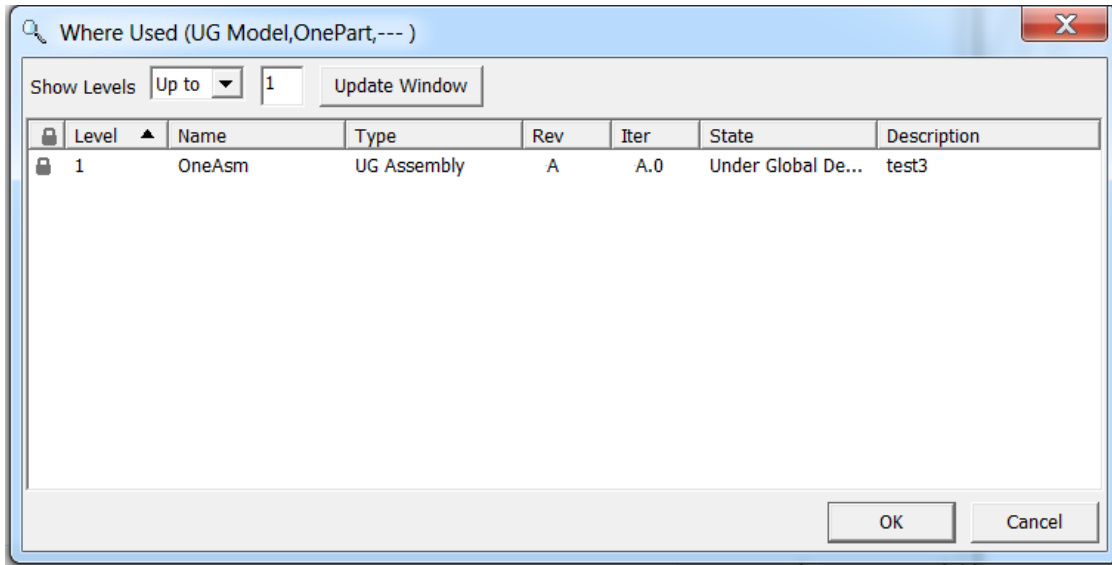 Where Used (UG Model,OnePart,--- )
Show Levels Up to 1 Update Window
Level Name Type Rev Iter State Description
1 OneAsm UG Assembly A A.0 Under Global De... test3
OK Cancel